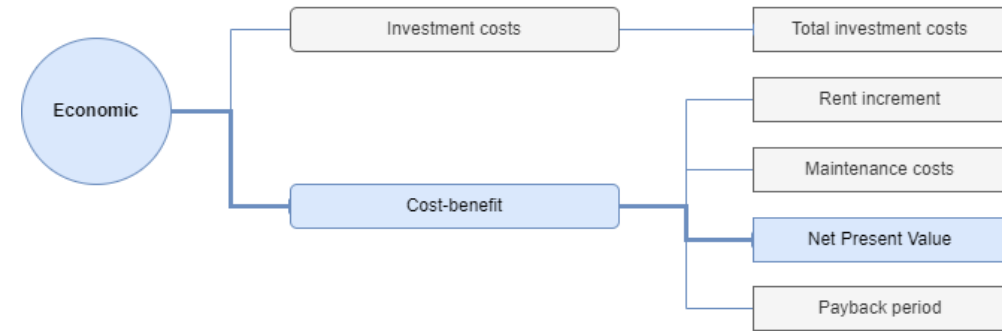 Investment costs
Total investment costs
Economic
Rent increment
Maintenance costs
Cost-benefit
Net Present Value
Payback period